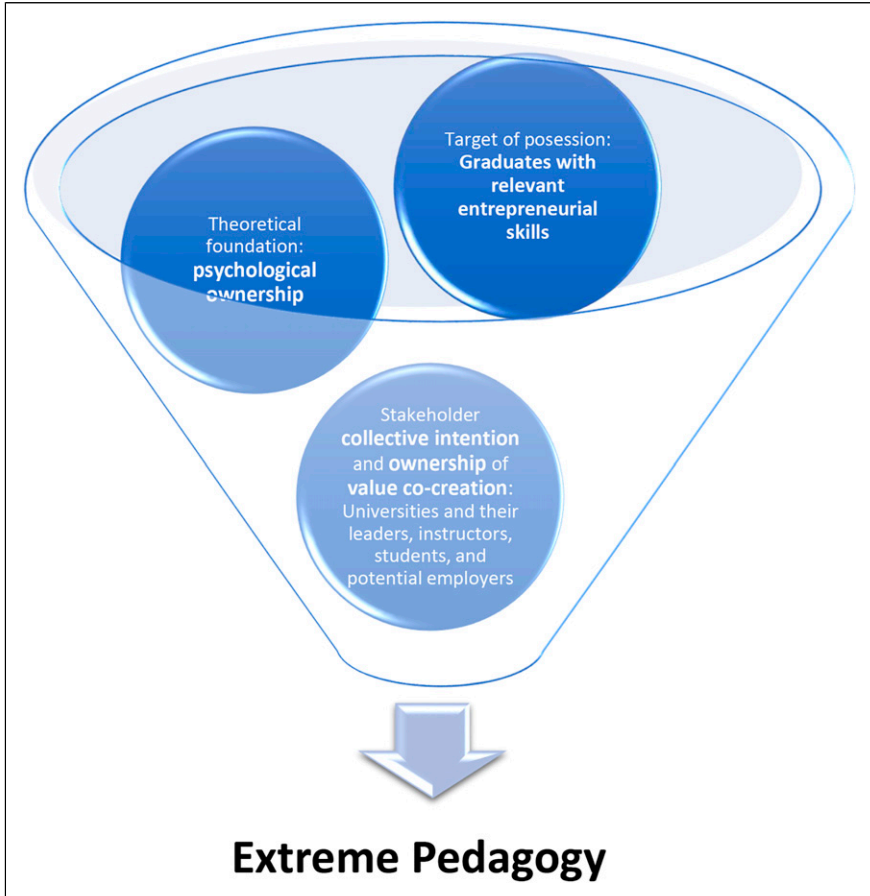 Target of posession:
Graduates with
relevant
entrepreneurial
skills
Theoretical
foundation:
psychological
ownership
Stakeholder
collective intention
and ownership of
value co-creation:
Universities and their
leaders, instructors,
students, and
potential employers
Extreme Pedagogy